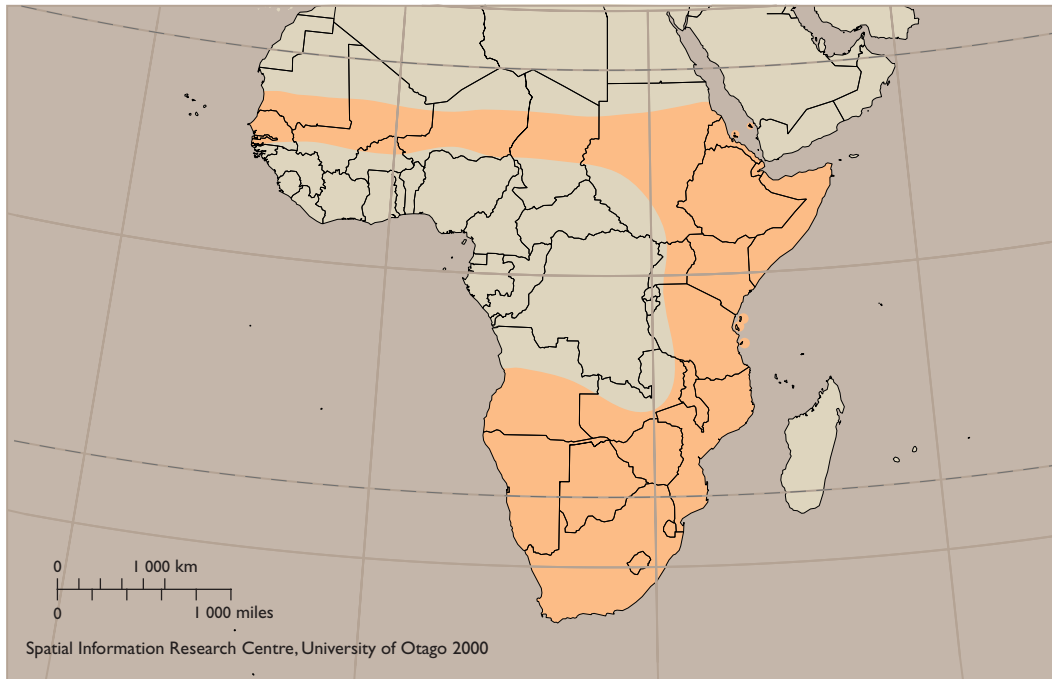 0 1 000 km
0 1 000 miles
Spatial Information Research Centre, University of Otago 2000